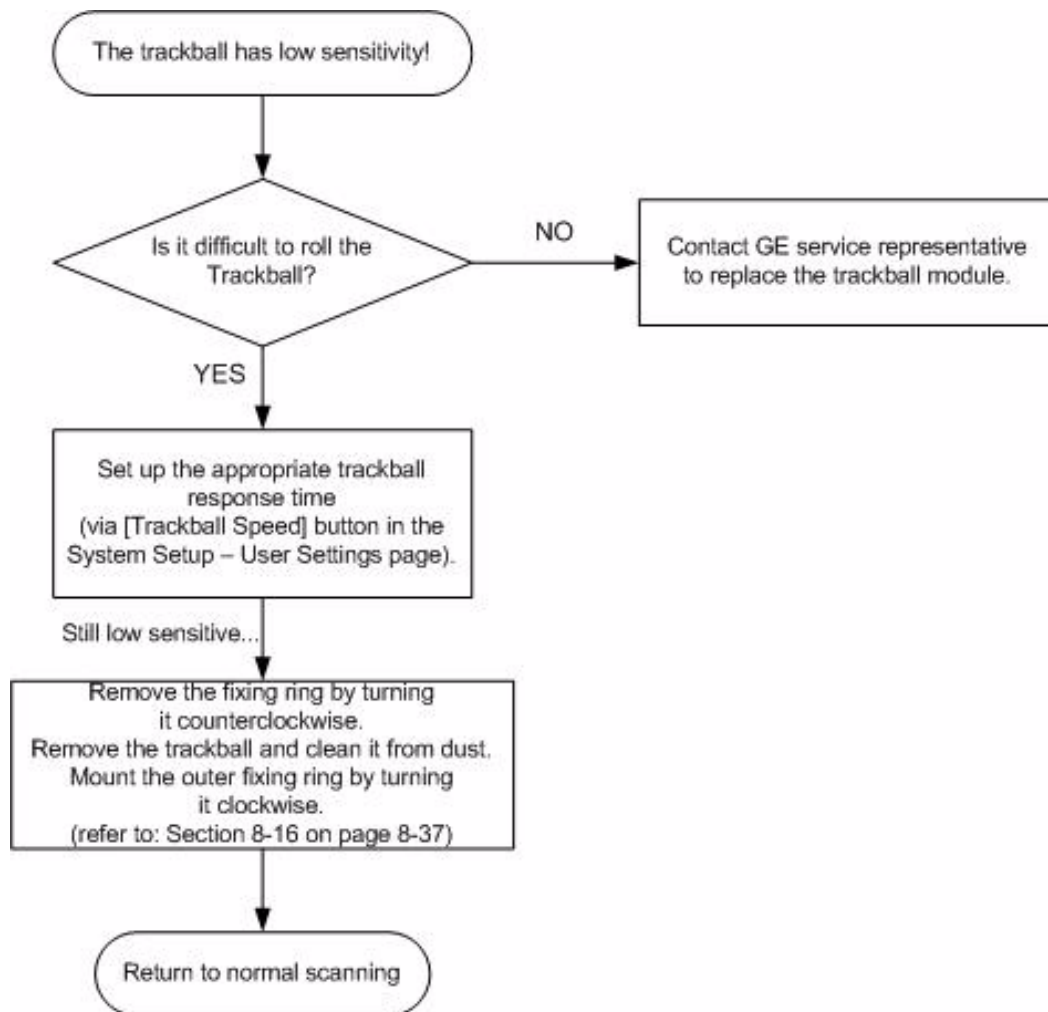 The trackball has low sensitivity!
Is it difficult to roll the
Trackball?
NO
Contact GE service representative
to replace the trackball module.
YES
Set up the appropriate trackball
response time
(via [Trackball Speed] button in the
System Setup – User Settings page).
Still low sensitive...
Remove the fixing ring by turning
it counterclockwise.
Remove the trackball and clean it from dust.
Mount the outer fixing ring by turning
it clockwise.
(refer to: Section 8-16 on page 8-37)
Return to normal scanning